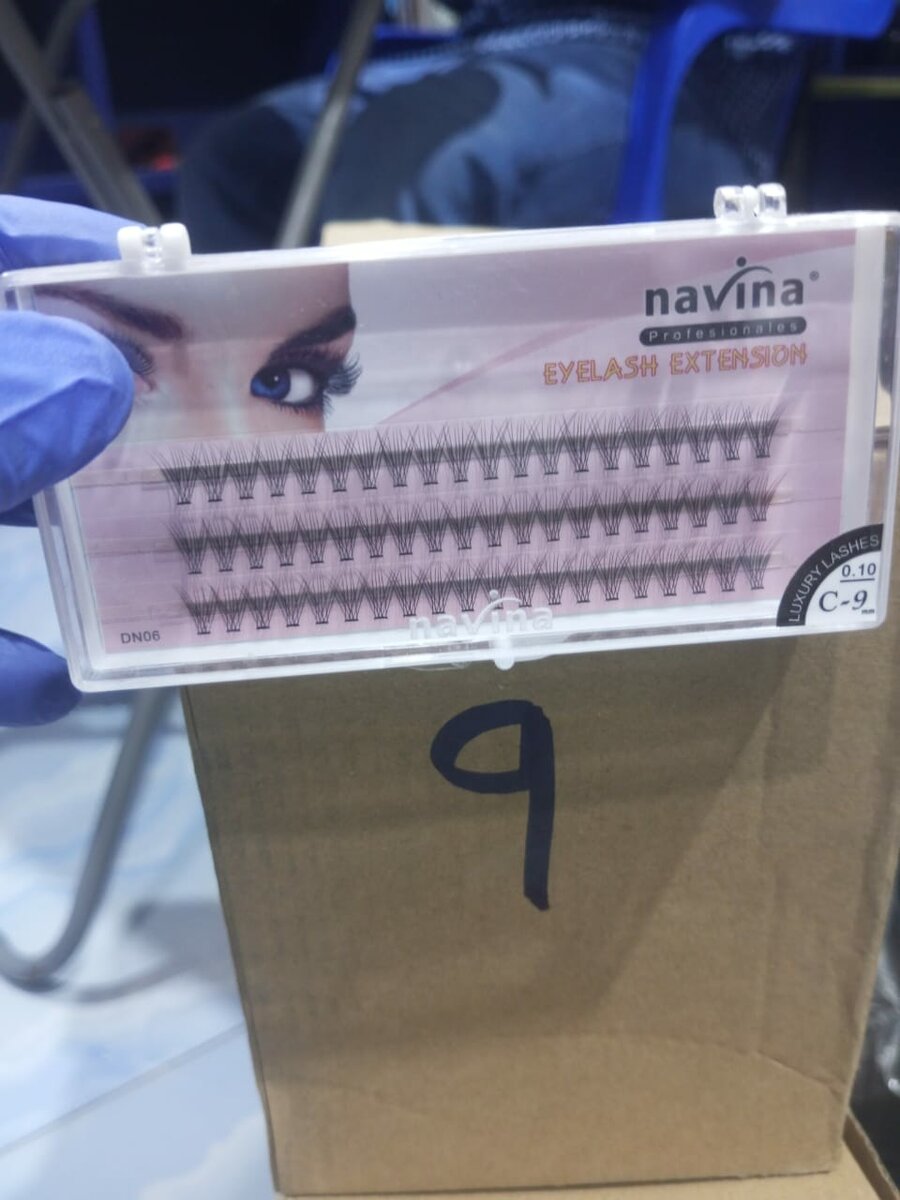 navina®
Profesionales
EYELASH EXTENSION
LUXURY LASHES
0.10
C-9mm
navina
DN06
9